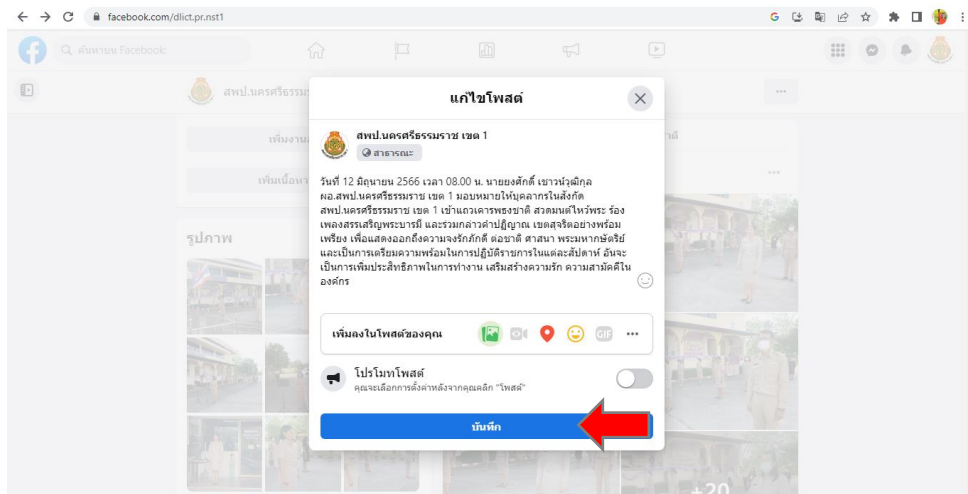 facebook.com/dlict.pr.nst1
ค้นหาบน Facebook
สพป.นครศรีธรรมร
เพิ่มเนื้อหา
รูปภาพ
แก้ไขโพสต์
สพป.นครศรีธรรมราช เขต 1
สาธารณะ
วันที่ 12 มิถุนายน 2566 เวลา 08.00 น. นายยงศักดิ์ เชาวน์วุฒิกุล
ผอ.สพป.นครศรีธรรมราช เขต 1 มอบหมายให้บุคลากรในสังกัด
สพป.นครศรีธรรมราช เขต 1 เข้าแถวเคารพธงชาติ สวดมนต์ไหว้พระ ร้อง
เพลงสรรเสริญพระบารมี และร่วมกล่าวคำปฏิญาณ เขตสุจริตอย่างพร้อม
เพรียง เพื่อแสดงออกถึงความจงรักภักดี ต่อชาติ ศาสนา พระมหากษัตริย์
และเป็นการเตรียมความพร้อมในการปฏิบัติราชการในแต่ละสัปดาห์ อันจะ
เป็นการเพิ่มประสิทธิภาพในการทำงาน เสริมสร้างความรัก ความสามัคคีใน
องค์กร
เพิ่มลงในโพสต์ของคุณ
GIF
โปรโมทโพสต์
คุณจะเลือกการตั้งค่าหลังจากคุณคลิก "โพสต์"
บันทึก
+20